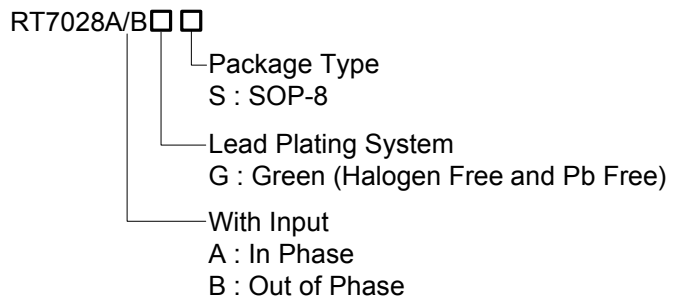 RT7028A/B□ □
Package Type
S : SOP-8
Lead Plating System
G : Green (Halogen Free and Pb Free)
With Input
A : In Phase
B : Out of Phase